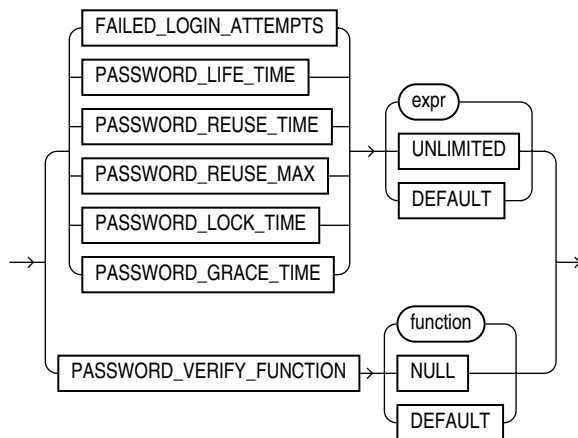 FAILED_LOGIN_ATTEMPTS
PASSWORD_LIFE_TIME
PASSWORD_REUSE_TIME
PASSWORD_REUSE_MAX
PASSWORD_LOCK_TIME
PASSWORD_GRACE_TIME
expr
UNLIMITED
DEFAULT
PASSWORD_VERIFY_FUNCTION
function
NULL
DEFAULT